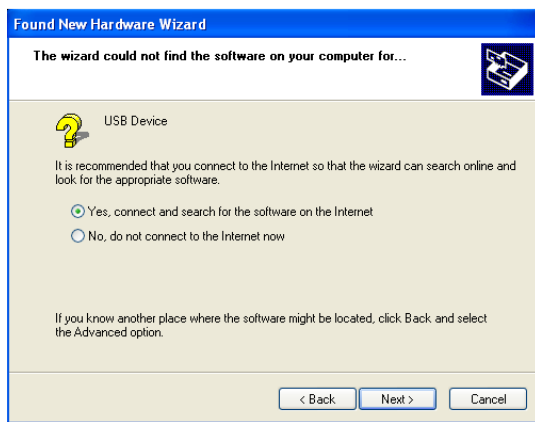 Found New Hardware Wizard
The wizard could not find the software on your computer for...
USB Device
It is recommended that you connect to the Internet so that the wizard can search online and
look for the appropriate software.
Yes, connect and search for the software on the Internet
No, do not connect to the Internet now
If you know another place where the software might be located, click Back and select
the Advanced option.
< Back
Next >
Cancel